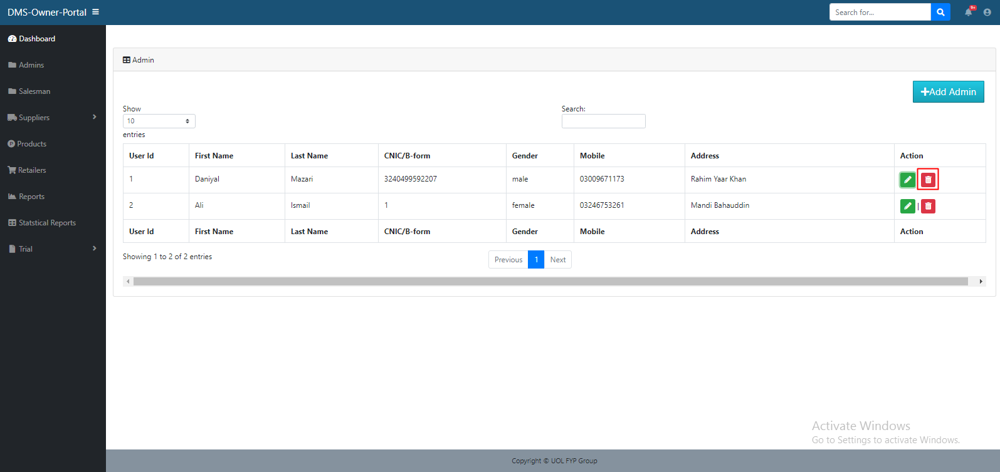 DMS-Owner-Portal
Search for...
9+
Dashboard
Admins
Salesman
Suppliers
Products
Retailers
Reports
Statstical Reports
Trial
Admin
Add Admin
Show
10
entries
Search:
User Id First Name Last Name CNIC/B-form Gender Mobile Address Action
1 Daniyal Mazari 3240499592207 male 03009671173 Rahim Yaar Khan
2 Ali Ismail 1 female 03246753261 Mandi Bahauddin |
User Id First Name Last Name CNIC/B-form Gender Mobile Address Action
Showing 1 to 2 of 2 entries
Previous 1 Next
Activate Windows
Go to Settings to activate Windows.
Copyright © UOL FYP Group